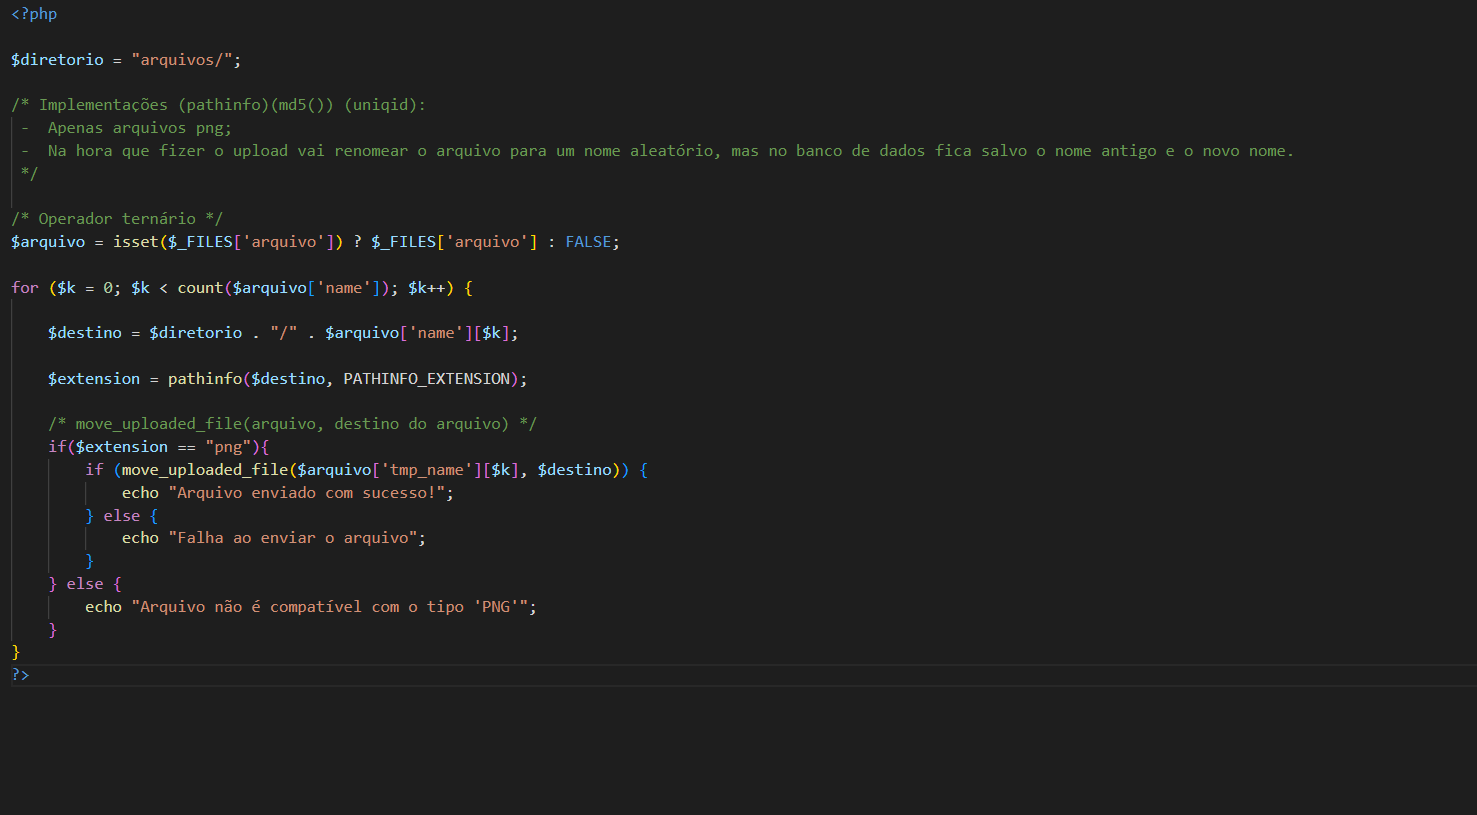 <?php
$diretorio = "arquivos/";
/* Implementações (pathinfo)(md5()) (uniqid):
-  Apenas arquivos png;
-  Na hora que fizer o upload vai renomear o arquivo para um nome aleatório, mas no banco de dados fica salvo o nome antigo e o novo nome.
*/
/* Operador ternário */
$arquivo = isset($_FILES['arquivo']) ? $_FILES['arquivo'] : FALSE;
for ($k = 0; $k < count($arquivo['name']); $k++) {
    $destino = $diretorio . "/" . $arquivo['name'][$k];
    $extension = pathinfo($destino, PATHINFO_EXTENSION);
    /* move_uploaded_file(arquivo, destino do arquivo) */
    if($extension == "png"){
        if (move_uploaded_file($arquivo['tmp_name'][$k], $destino)) {
            echo "Arquivo enviado com sucesso!";
        } else {
            echo "Falha ao enviar o arquivo";
        }
    } else {
        echo "Arquivo não é compatível com o tipo 'PNG'";
    }
}
?>